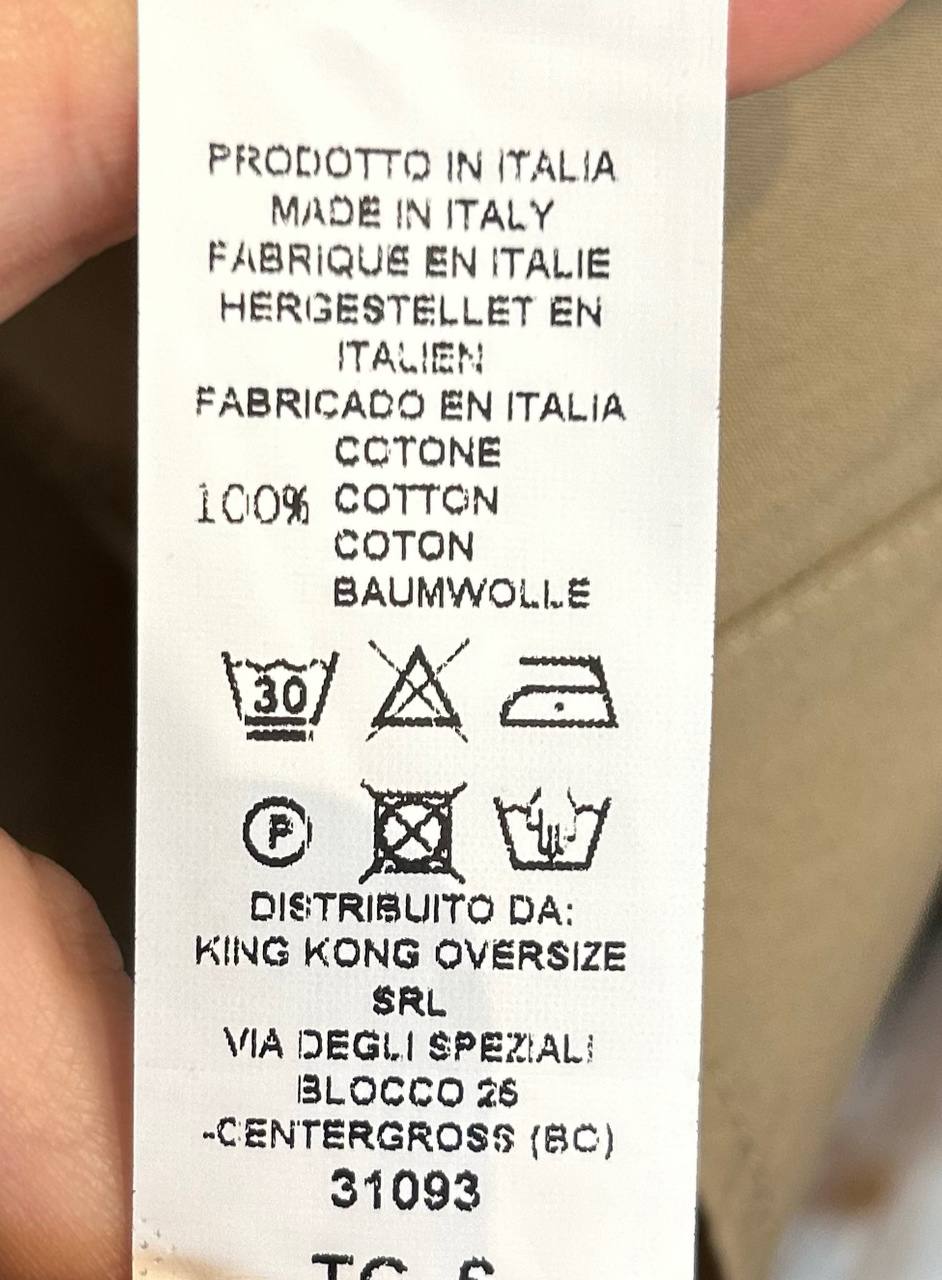 PRODOTTO IN ITALIA
MADE IN ITALY
FABRIQUE EN ITALIE
HERGESTELLET EN
ITALIEN
FABRICADO EN ITALIA
COTONE
100% COTTON
COTON
BAUMWOLLE
30
P
DISTRIBUITO DA:
KING KONG OVERSIZE
SRL
VIA DEGLI SPEZIALI
BLOCCO 26
-CENTERGROSS (BO)
31093